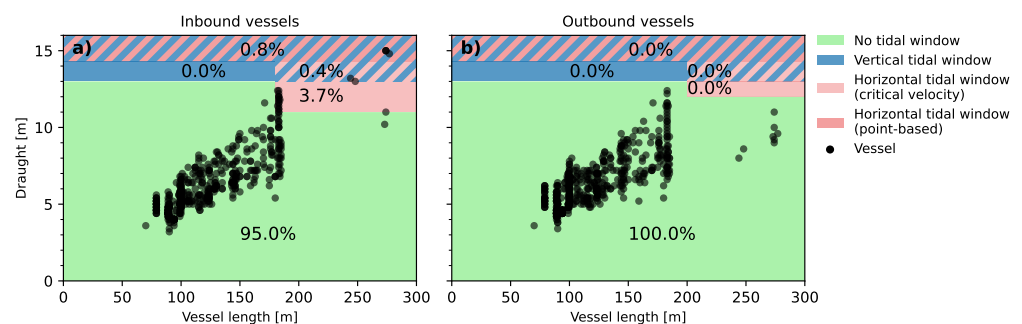 Inbound vessels
Outbound vessels
a)
0.8%
0.0%
0.4%
3.7%
95.0%
15
10
5
0
Draught [m]
0 50 100 150 200 250 300
Vessel length [m]
b)
0.0%
0.0%
0.0%
0.0%
100.0%
0 50 100 150 200 250 300
Vessel length [m]
No tidal window
Vertical tidal window
Horizontal tidal window
(critical velocity)
Horizontal tidal window
(point-based)
Vessel